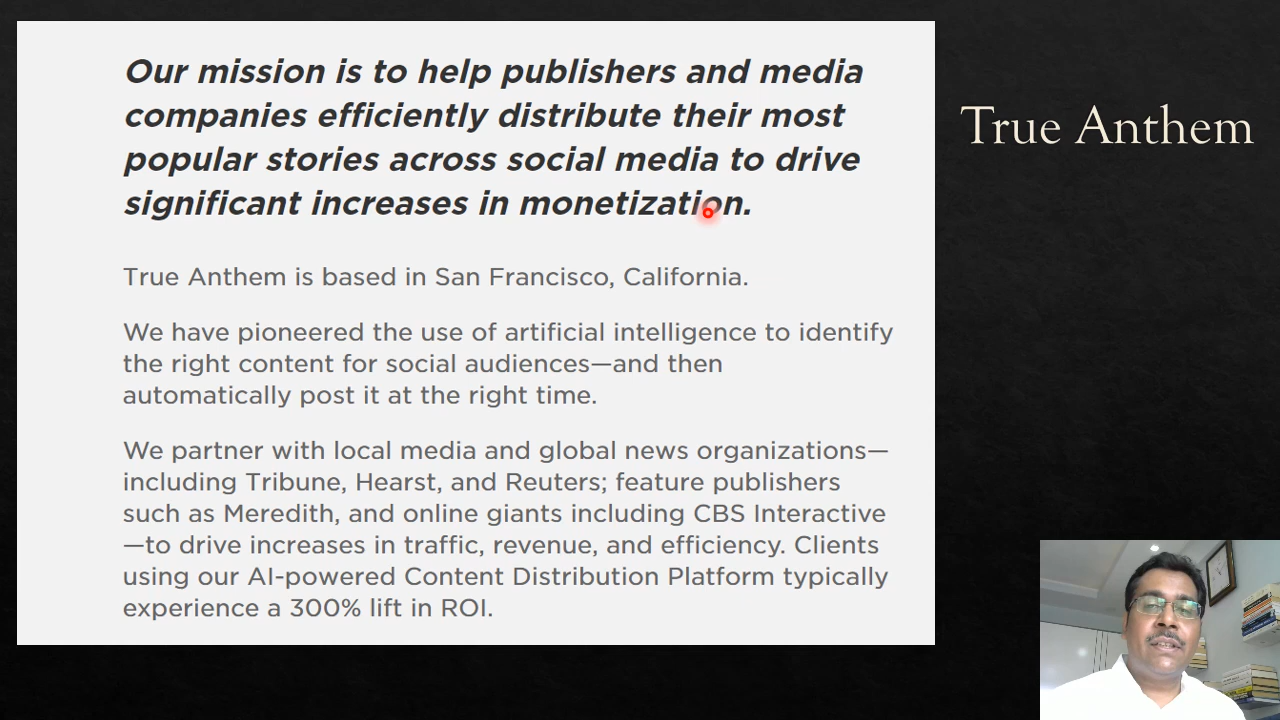 Our mission is to help publishers and media
companies efficiently distribute their most
popular stories across social media to drive
significant increases in monetization.
True Anthem is based in San Francisco, California.
We have pioneered the use of artificial intelligence to identify
the right content for social audiences—and then
automatically post it at the right time.
We partner with local media and global news organizations—
including Tribune, Hearst, and Reuters; feature publishers
such as Meredith, and online giants including CBS Interactive
—to drive increases in traffic, revenue, and efficiency. Clients
using our AI-powered Content Distribution Platform typically
experience a 300% lift in ROI.
True Anthem